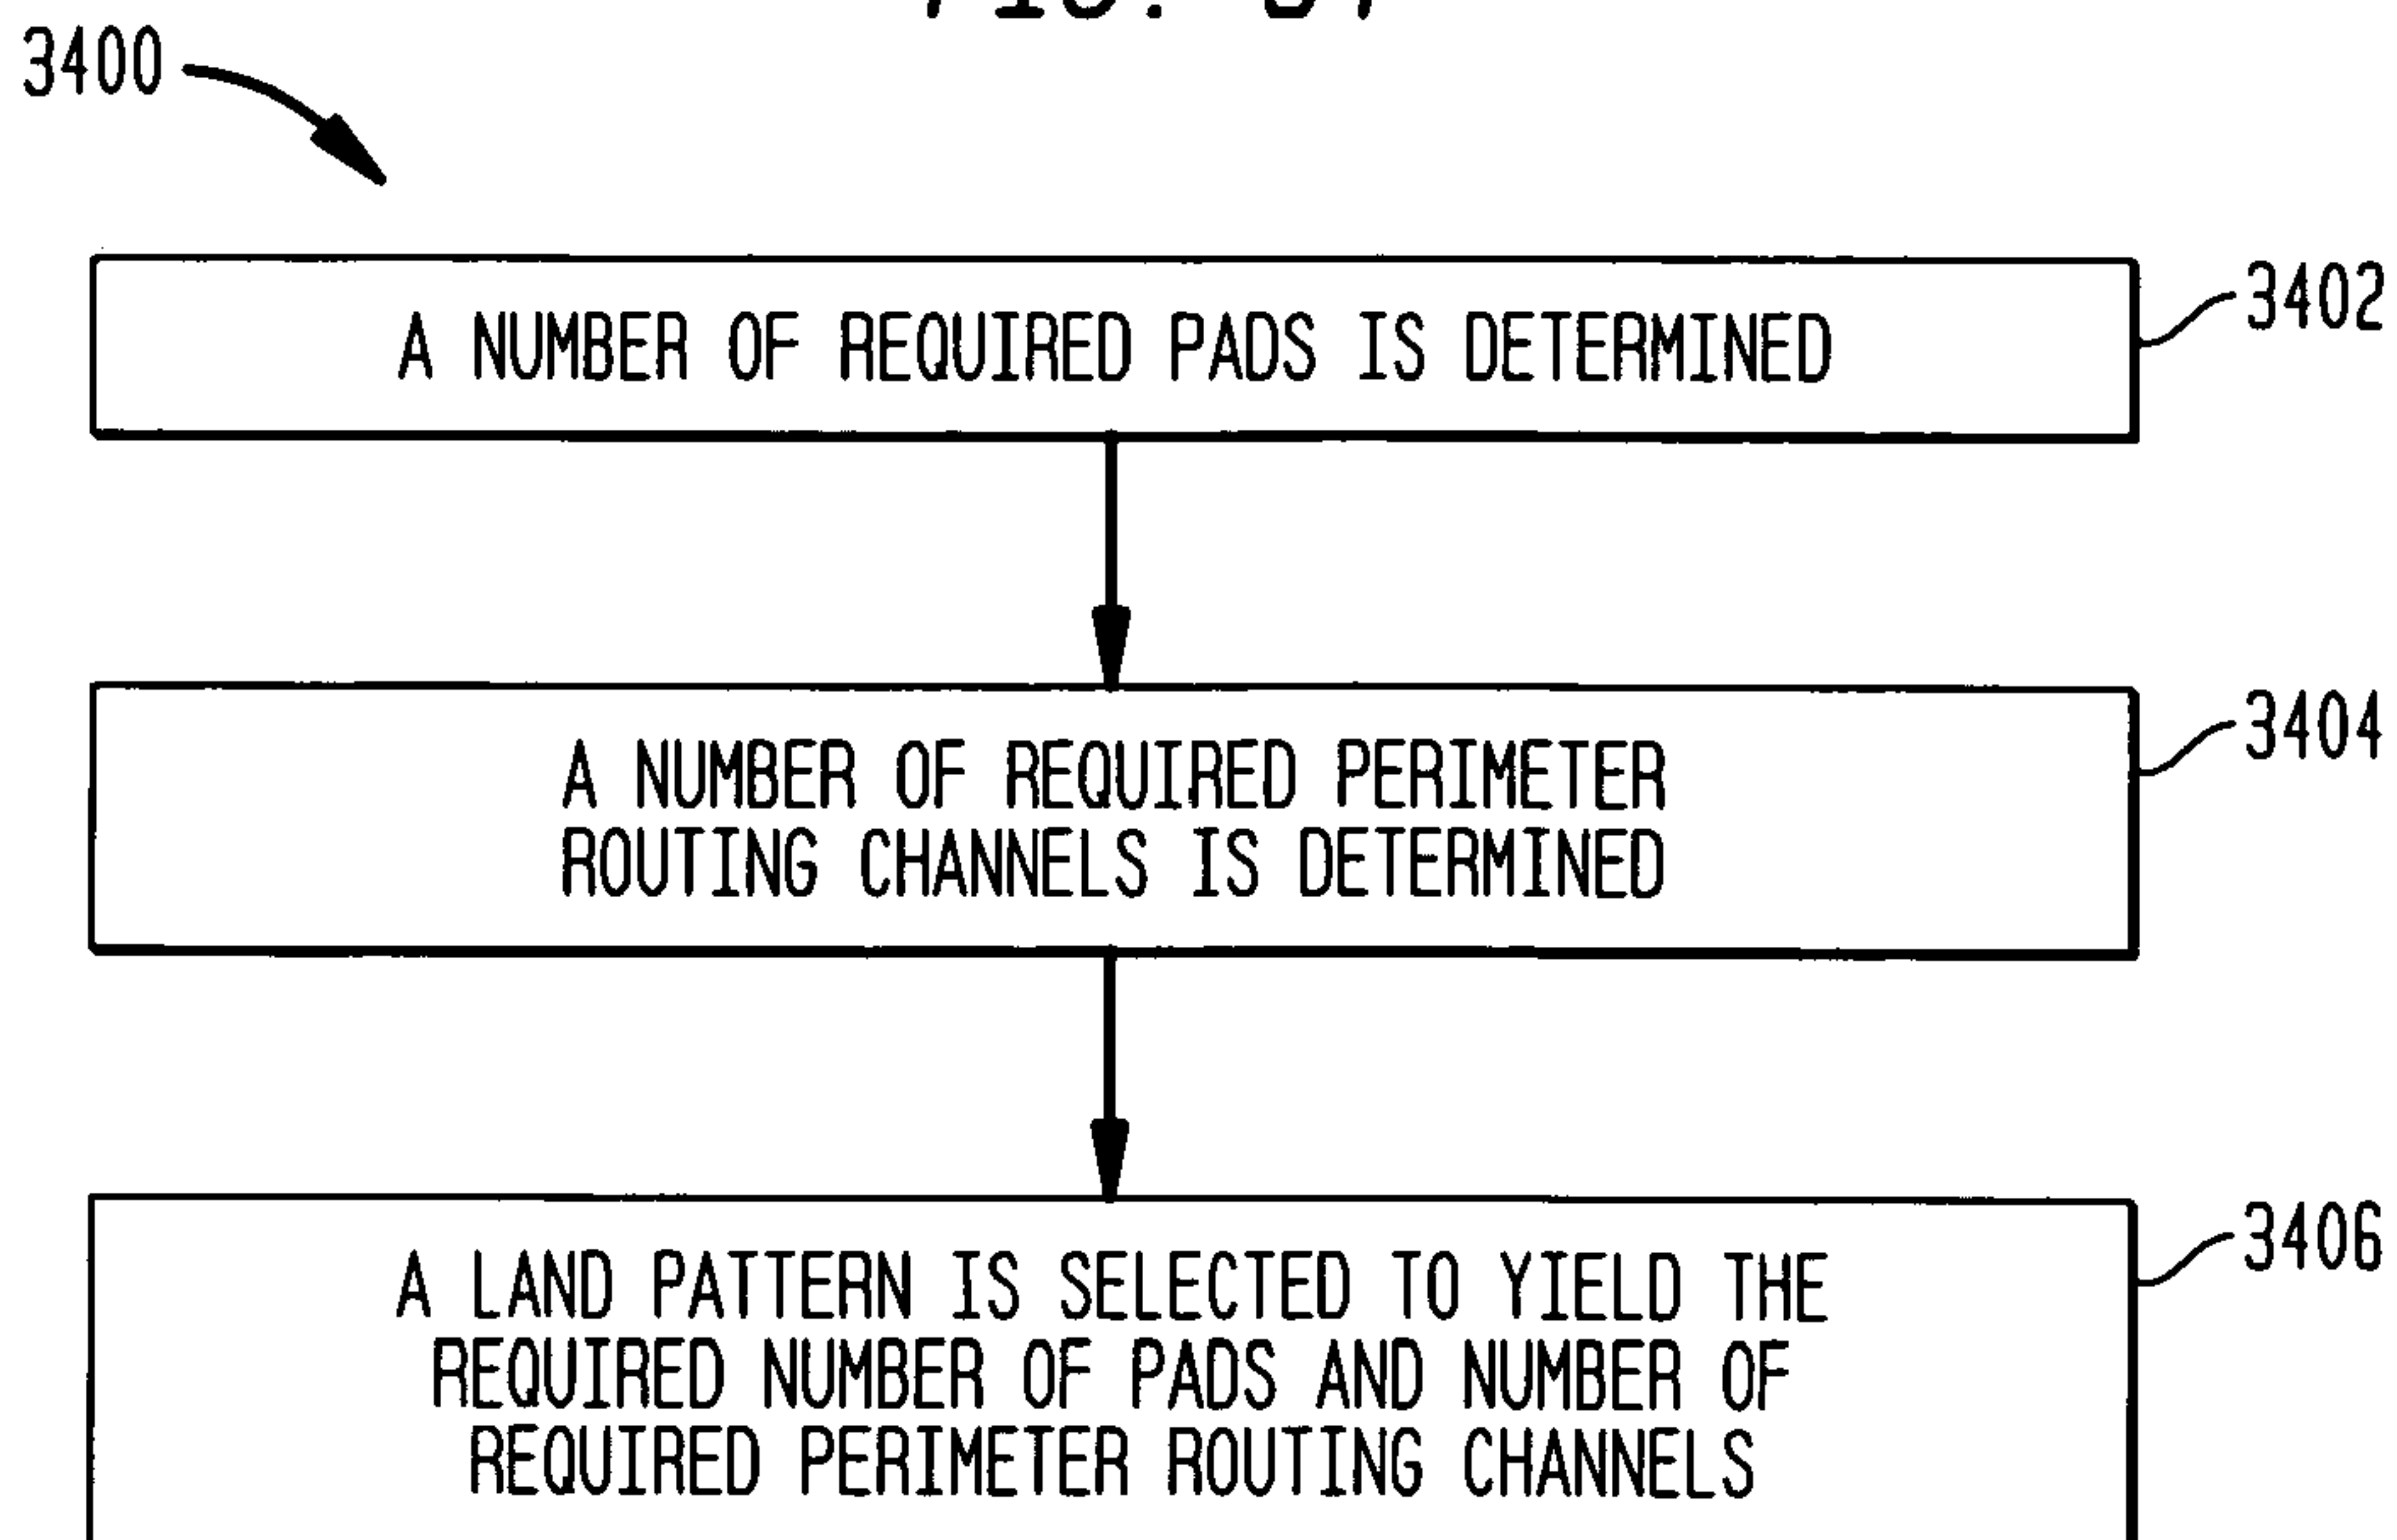 3400
A NUMBER OF REQUIRED PADS IS DETERMINED
3402
A NUMBER OF REQUIRED PERIMETER
ROUTING CHANNELS IS DETERMINED
3404
A LAND PATTERN IS SELECTED TO YIELD THE
REQUIRED NUMBER OF PADS AND NUMBER OF
REQUIRED PERIMETER ROUTING CHANNELS
3406